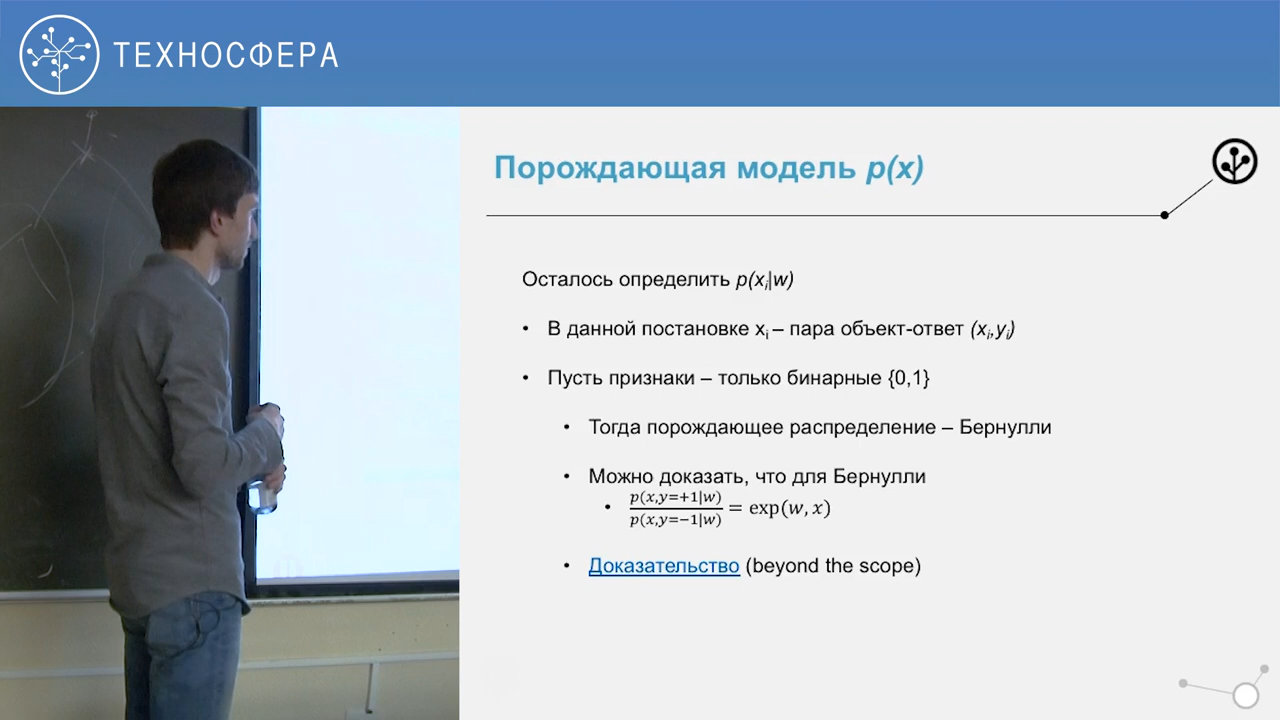 ТЕХНОСФЕРА
Порождающая модель p(x)
Осталось определить p(xᵢ|w)
• В данной постановке xᵢ – пара объект-ответ (xᵢ,yᵢ)
• Пусть признаки – только бинарные {0,1}
• Тогда порождающее распределение – Бернулли
• Можно доказать, что для Бернулли
• p(x,y=+1|w)/p(x,y=−1|w) = exp(w, x)
• Доказательство (beyond the scope)